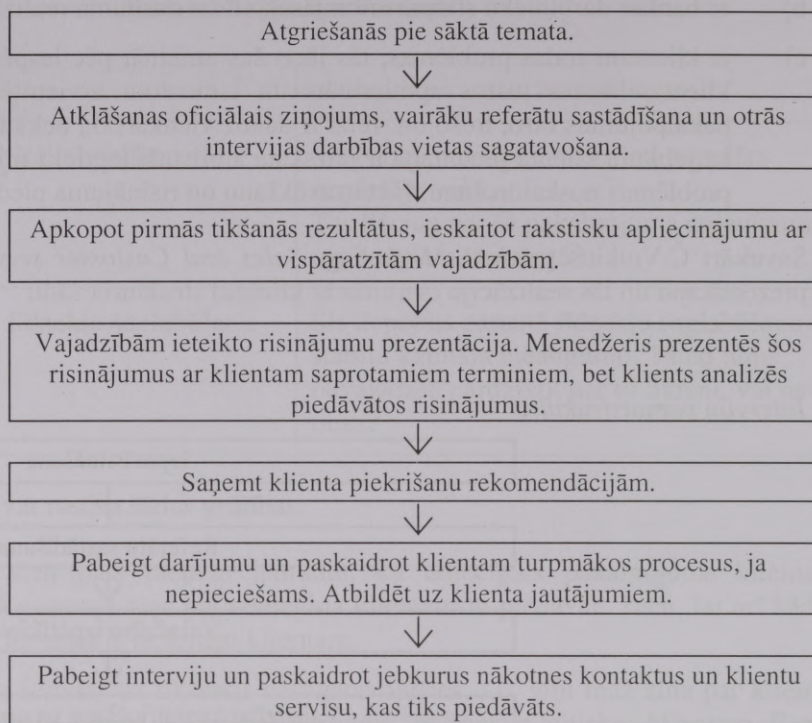 Atgriešanās pie sāktā temata.
Atklāšanas oficiālais ziņojums, vairāku referātu sastādīšana un otrās
intervijas darbības vietas sagatavošana.
Apkopot pirmās tikšanās rezultātus, ieskaitot rakstisku apliecinājumu ar
vispāratzītām vajadzībām.
Vajadzībām ieteikto risinājumu prezentācija. Menedžeris prezentēs šos
risinājumus ar klientam saprotamiem terminiem, bet klients analizēs
piedāvātos risinājumus.
Saņemt klienta piekrišanu rekomendācijām.
Pabeigt darījumu un paskaidrot klientam turpmākos procesus, ja
nepieciešams. Atbildēt uz klienta jautājumiem.
Pabeigt interviju un paskaidrot jebkurus nākotnes kontaktus un klientu
servisu, kas tiks piedāvāts.